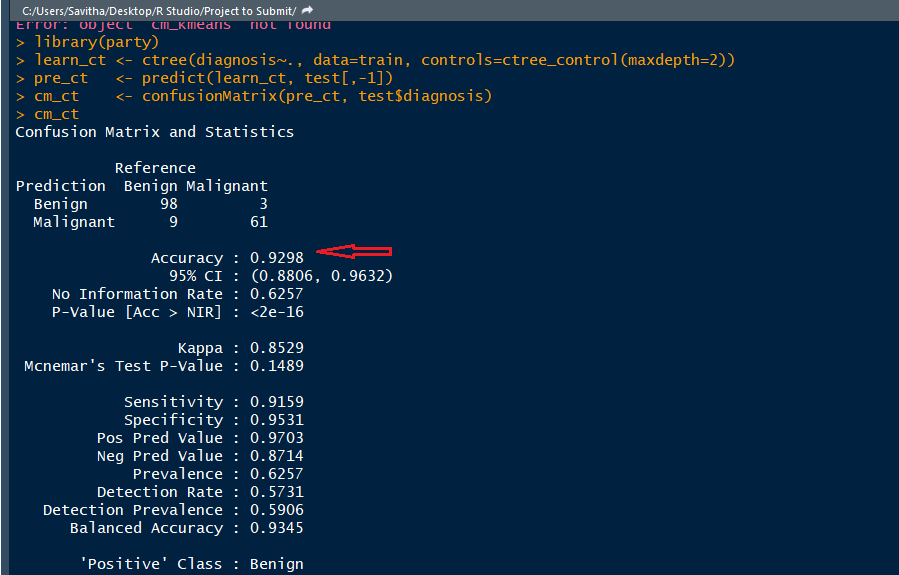 C:/Users/Savitha/Desktop/R Studio/Project to Submit/
Error: object 'cm_kmeans' not found
> library(party)
> learn_ct <- ctree(diagnosis~., data=train, controls=ctree_control(maxdepth=2))
> pre_ct   <- predict(learn_ct, test[,-1])
> cm_ct    <- confusionMatrix(pre_ct, test$diagnosis)
> cm_ct
Confusion Matrix and Statistics

           Reference
Prediction  Benign Malignant
  Benign        98         3
  Malignant      9        61

               Accuracy : 0.9298
                 95% CI : (0.8806, 0.9632)
    No Information Rate : 0.6257
    P-Value [Acc > NIR] : <2e-16

                  Kappa : 0.8529
 Mcnemar's Test P-Value : 0.1489

            Sensitivity : 0.9159
            Specificity : 0.9531
         Pos Pred Value : 0.9703
         Neg Pred Value : 0.8714
             Prevalence : 0.6257
         Detection Rate : 0.5731
   Detection Prevalence : 0.5906
      Balanced Accuracy : 0.9345

       'Positive' Class : Benign